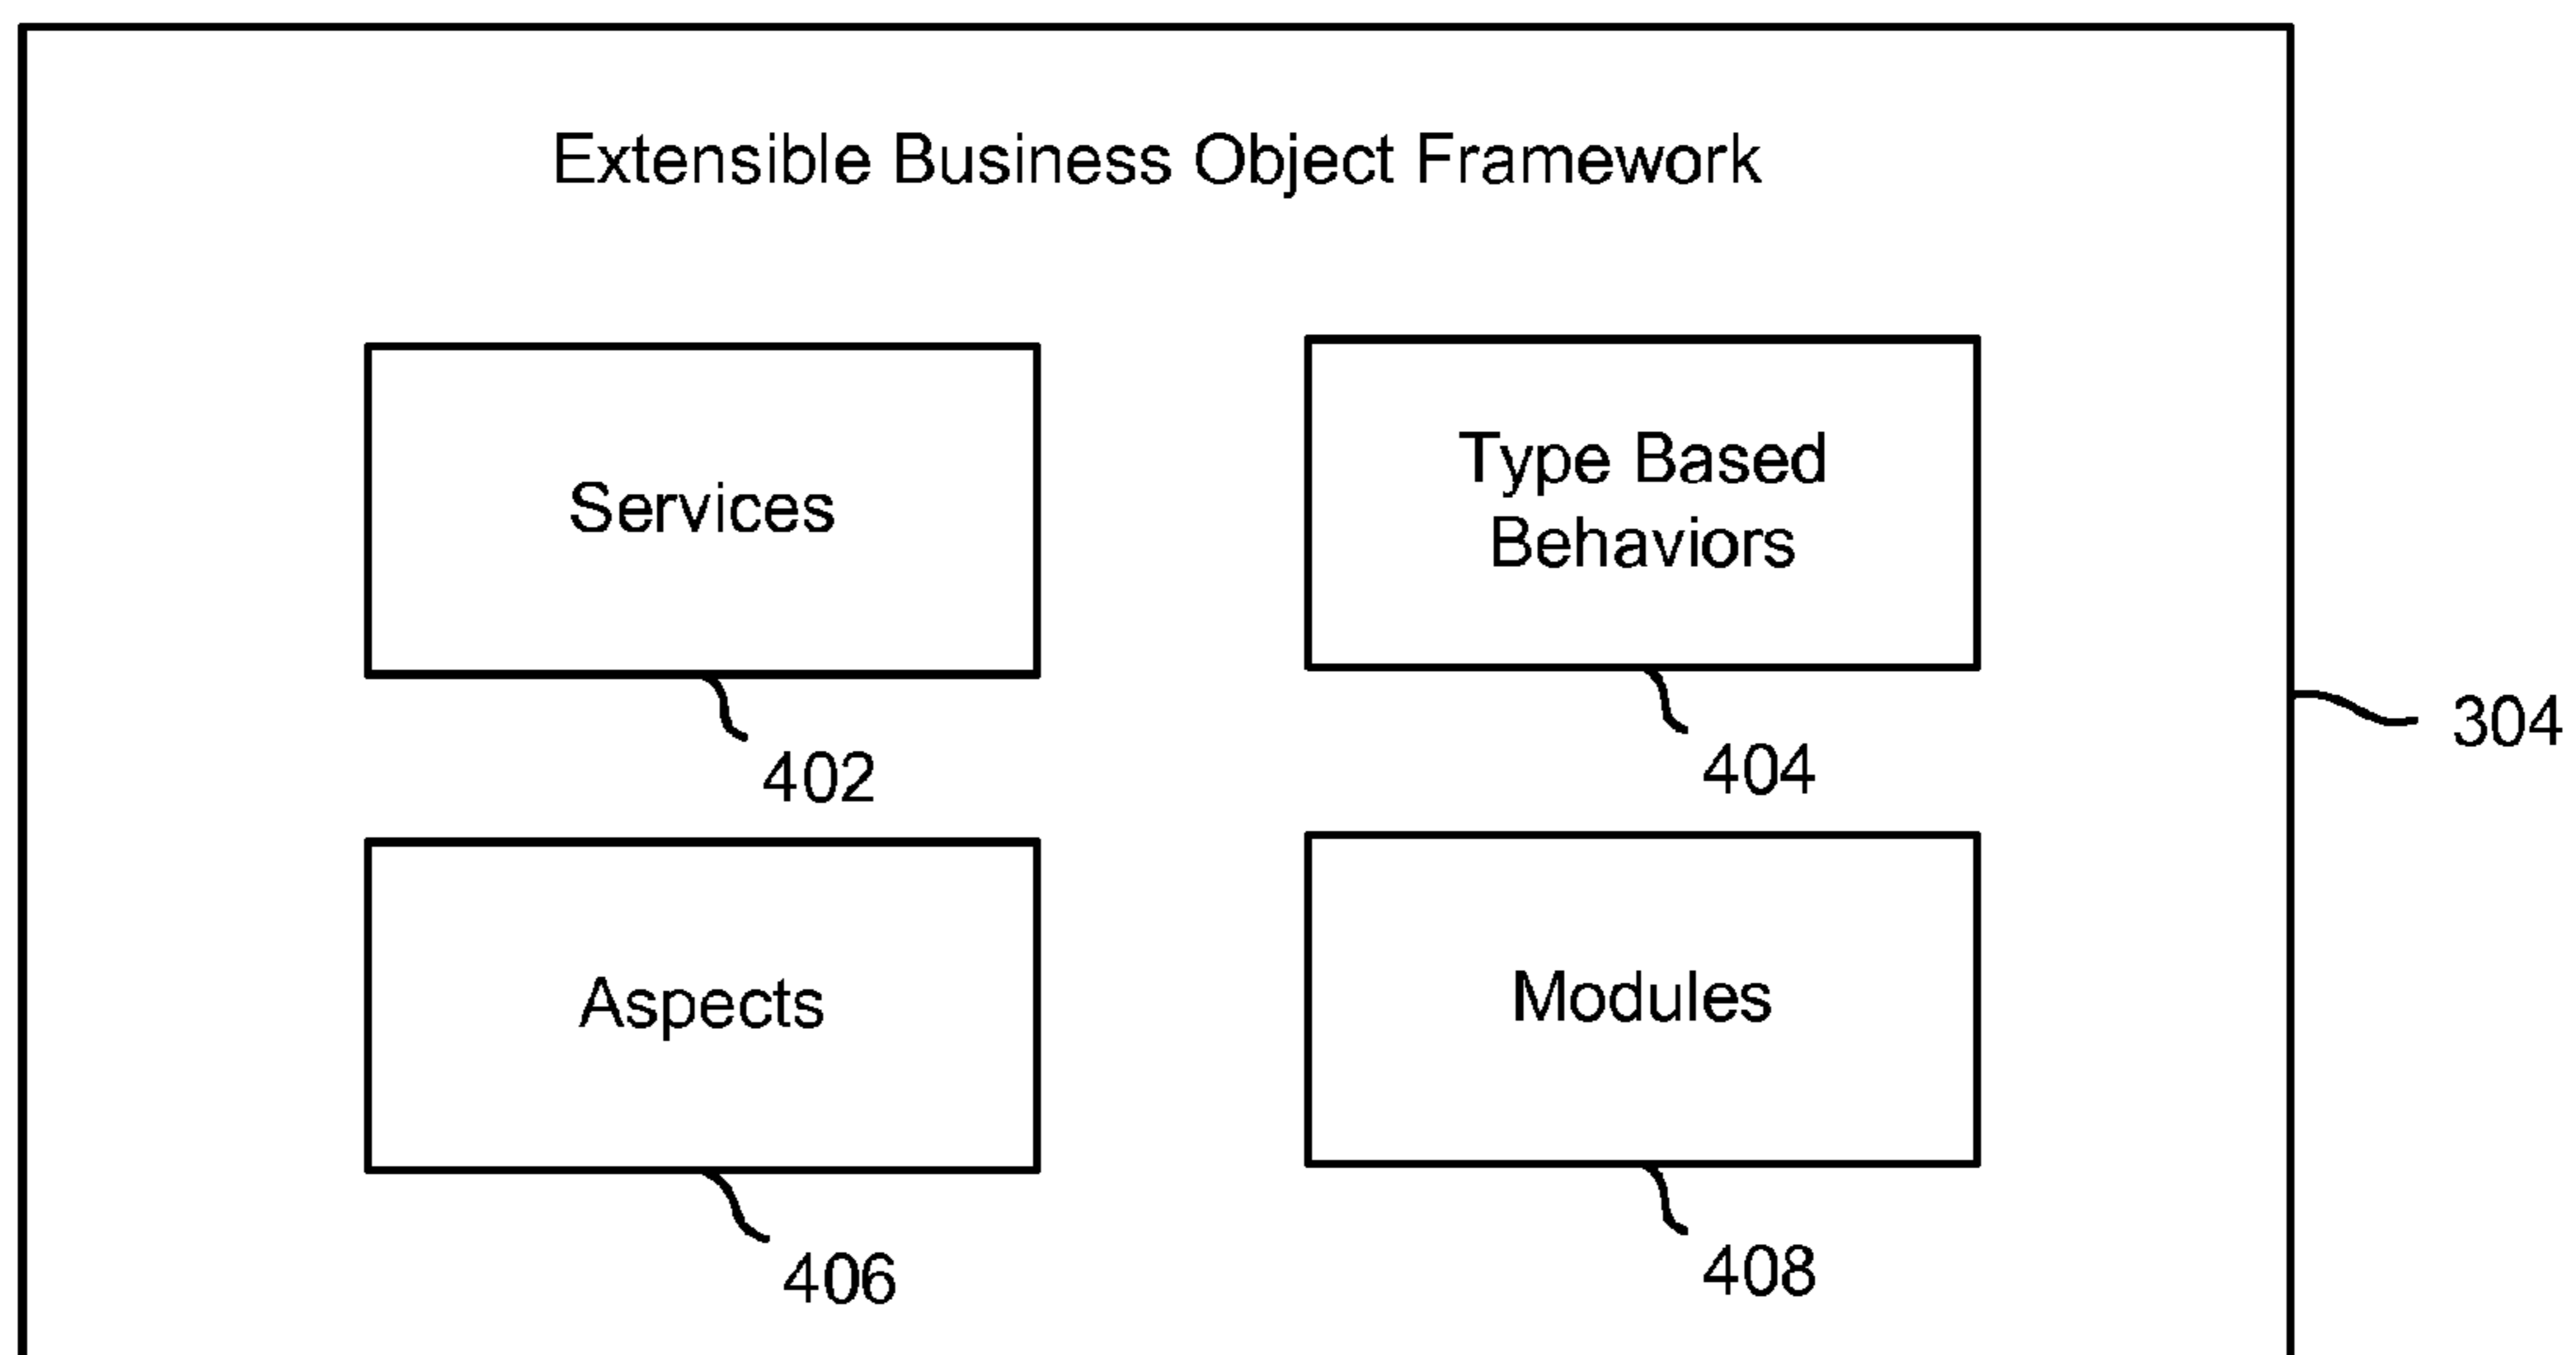 Extensible Business Object Framework
Services
Type Based
Behaviors
402
404
304
Aspects
Modules
406
408